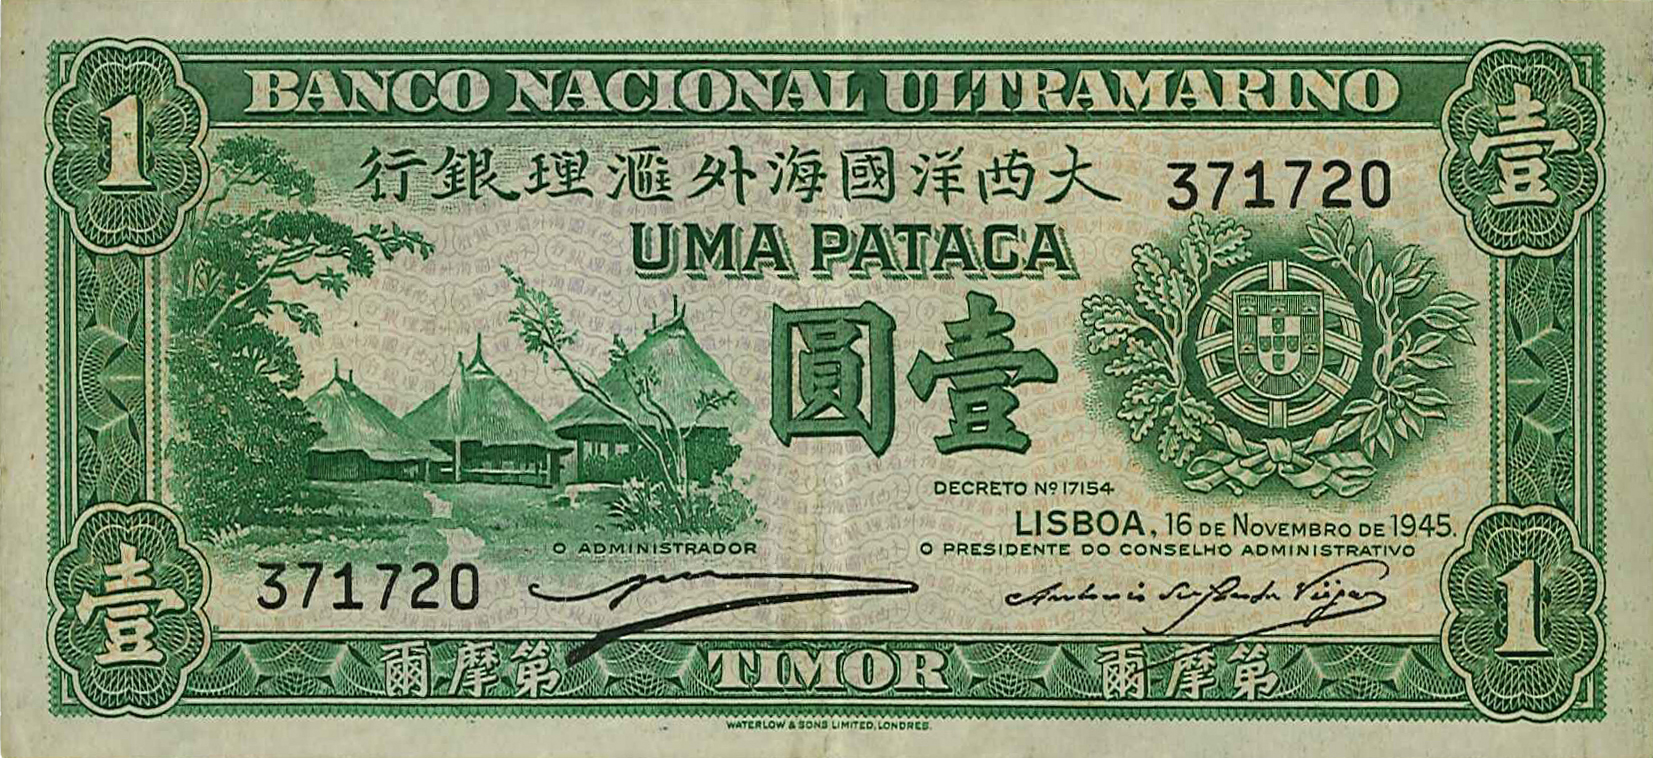 1
BANCO NACIONAL ULTRAMARINO
壹
行銀理滙外海國洋西大
371720
UMA PATACA
圓壹
DECRETO Nº 17154
LISBOA, 16 DE NOVEMBRO DE 1945.
O ADMINISTRADOR
O PRESIDENTE DO CONSELHO ADMINISTRATIVO
371720
壹
1
爾摩第
TIMOR
爾摩第
WATERLOW & SONS LIMITED, LONDRES.